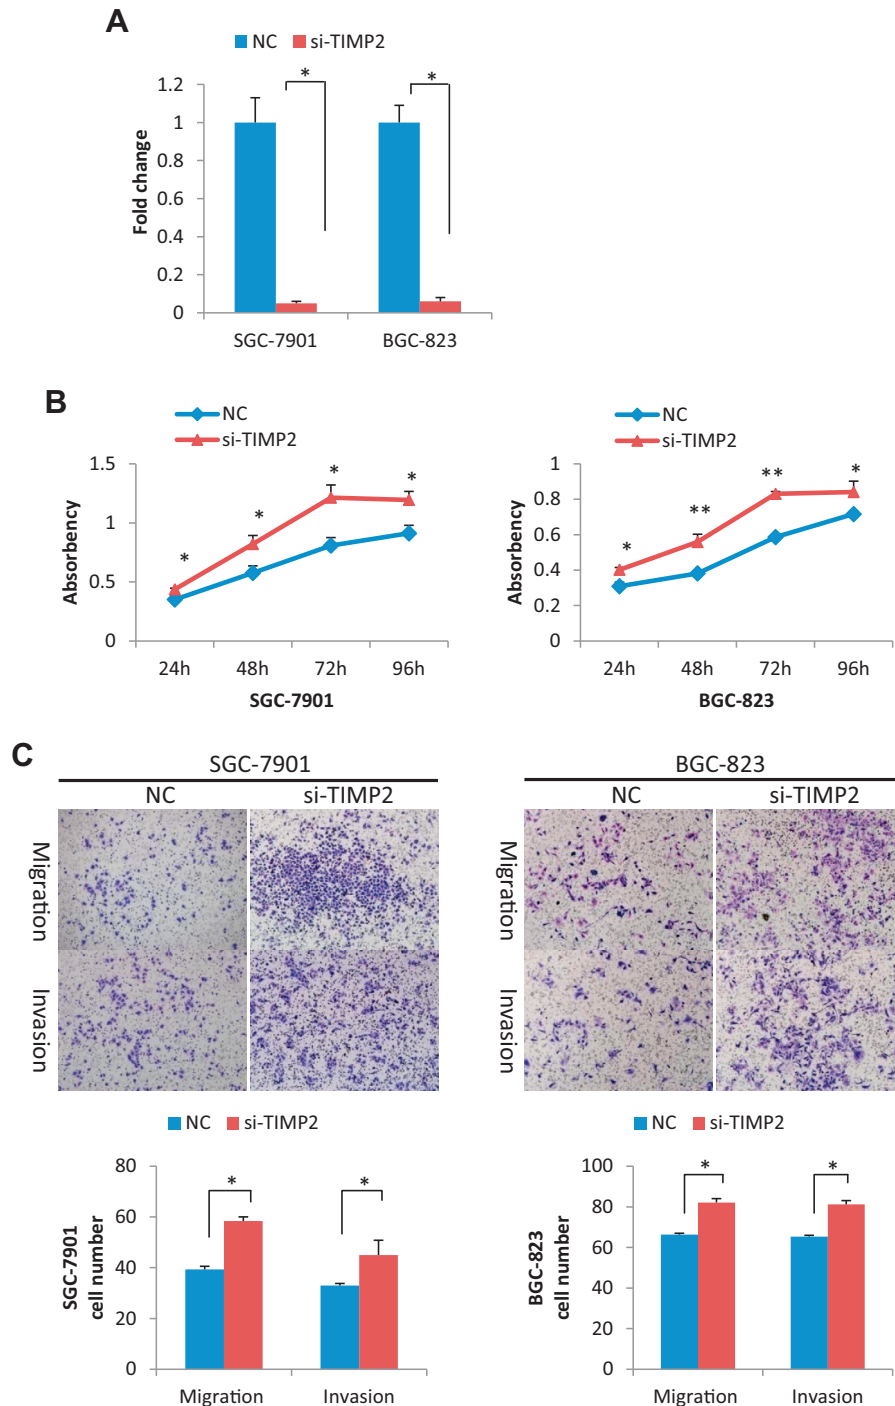 A
NC si-TIMP2
* *
1.2
1
0.8
0.6
0.4
0.2
0
Fold change
SGC-7901 BGC-823
B
NC
si-TIMP2
1.5
1
0.5
0
Absorbency
* * * *
24h 48h 72h 96h
SGC-7901
NC
si-TIMP2
1
0.8
0.6
0.4
0.2
0
Absorbency
* ** ** *
24h 48h 72h 96h
BGC-823
C
SGC-7901
NC si-TIMP2
Migration
Invasion
BGC-823
NC si-TIMP2
Migration
Invasion
NC si-TIMP2
80
60
40
20
0
SGC-7901
cell number
* *
Migration Invasion
NC si-TIMP2
100
80
60
40
20
0
BGC-823
cell number
* *
Migration Invasion